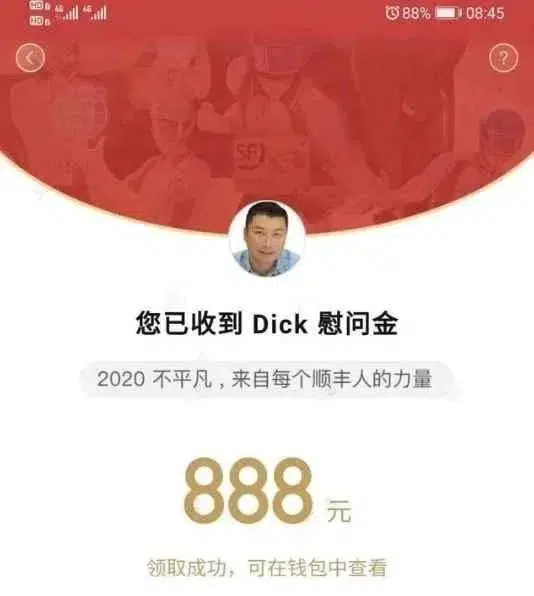 HD 4G 4G 88% 08:45
?
SF
您已收到 Dick 慰问金
2020 不平凡，来自每个顺丰人的力量
888 元
领取成功，可在钱包中查看